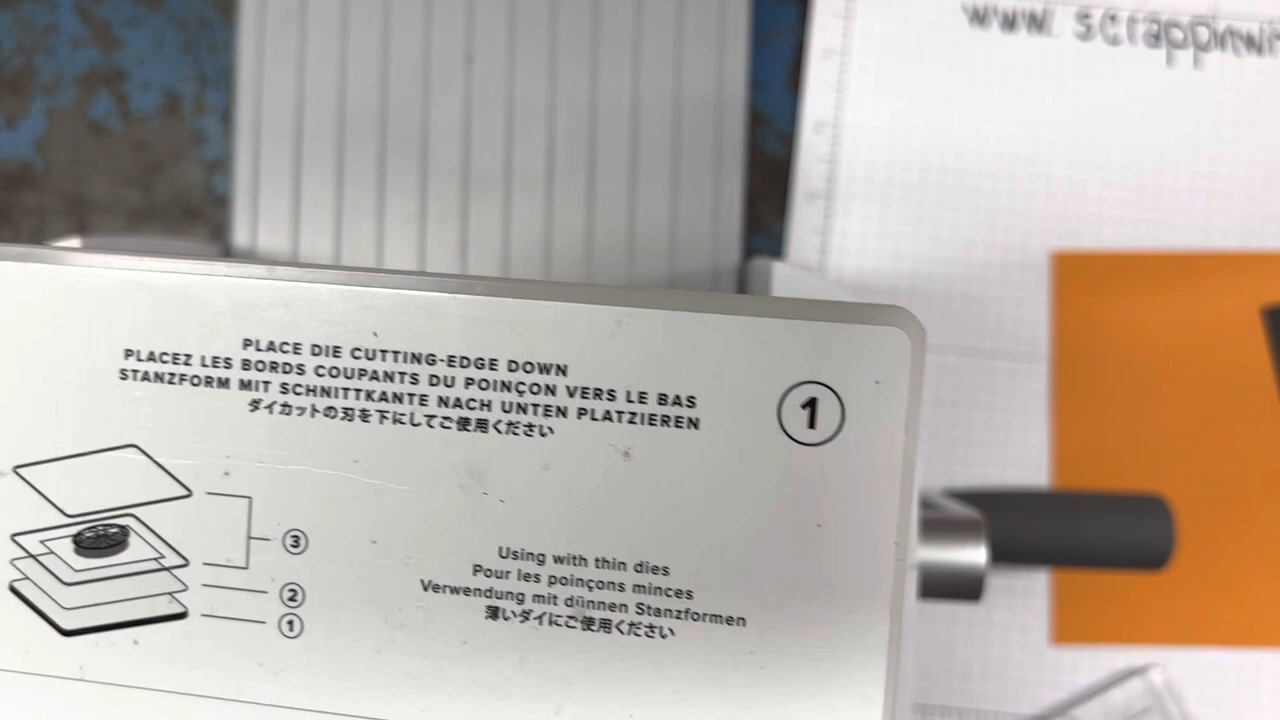 www. scrappinwi
PLACE DIE CUTTING-EDGE DOWN
PLACEZ LES BORDS COUPANTS DU POINÇON VERS LE BAS
STANZFORM MIT SCHNITTKANTE NACH UNTEN PLATZIEREN
ダイカットの刃を下にしてご使用ください
1
3
2
1
Using with thin dies
Pour les poinçons minces
Verwendung mit dünnen Stanzformen
薄いダイにご使用ください